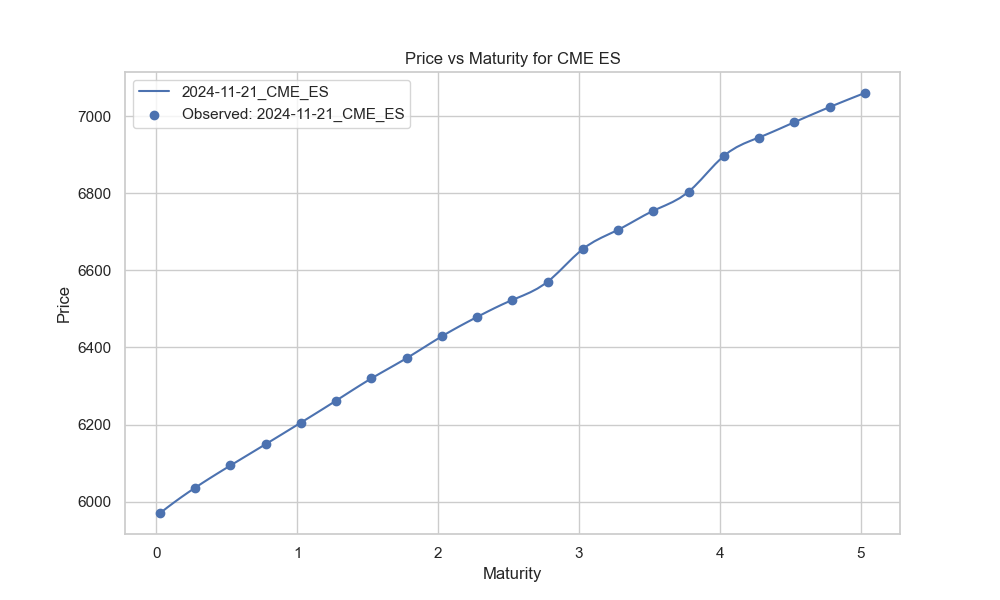 Price vs Maturity for CME ES
2024-11-21_CME_ES
Observed: 2024-11-21_CME_ES
Price
7000
6800
6600
6400
6200
6000
0 1 2 3 4 5
Maturity